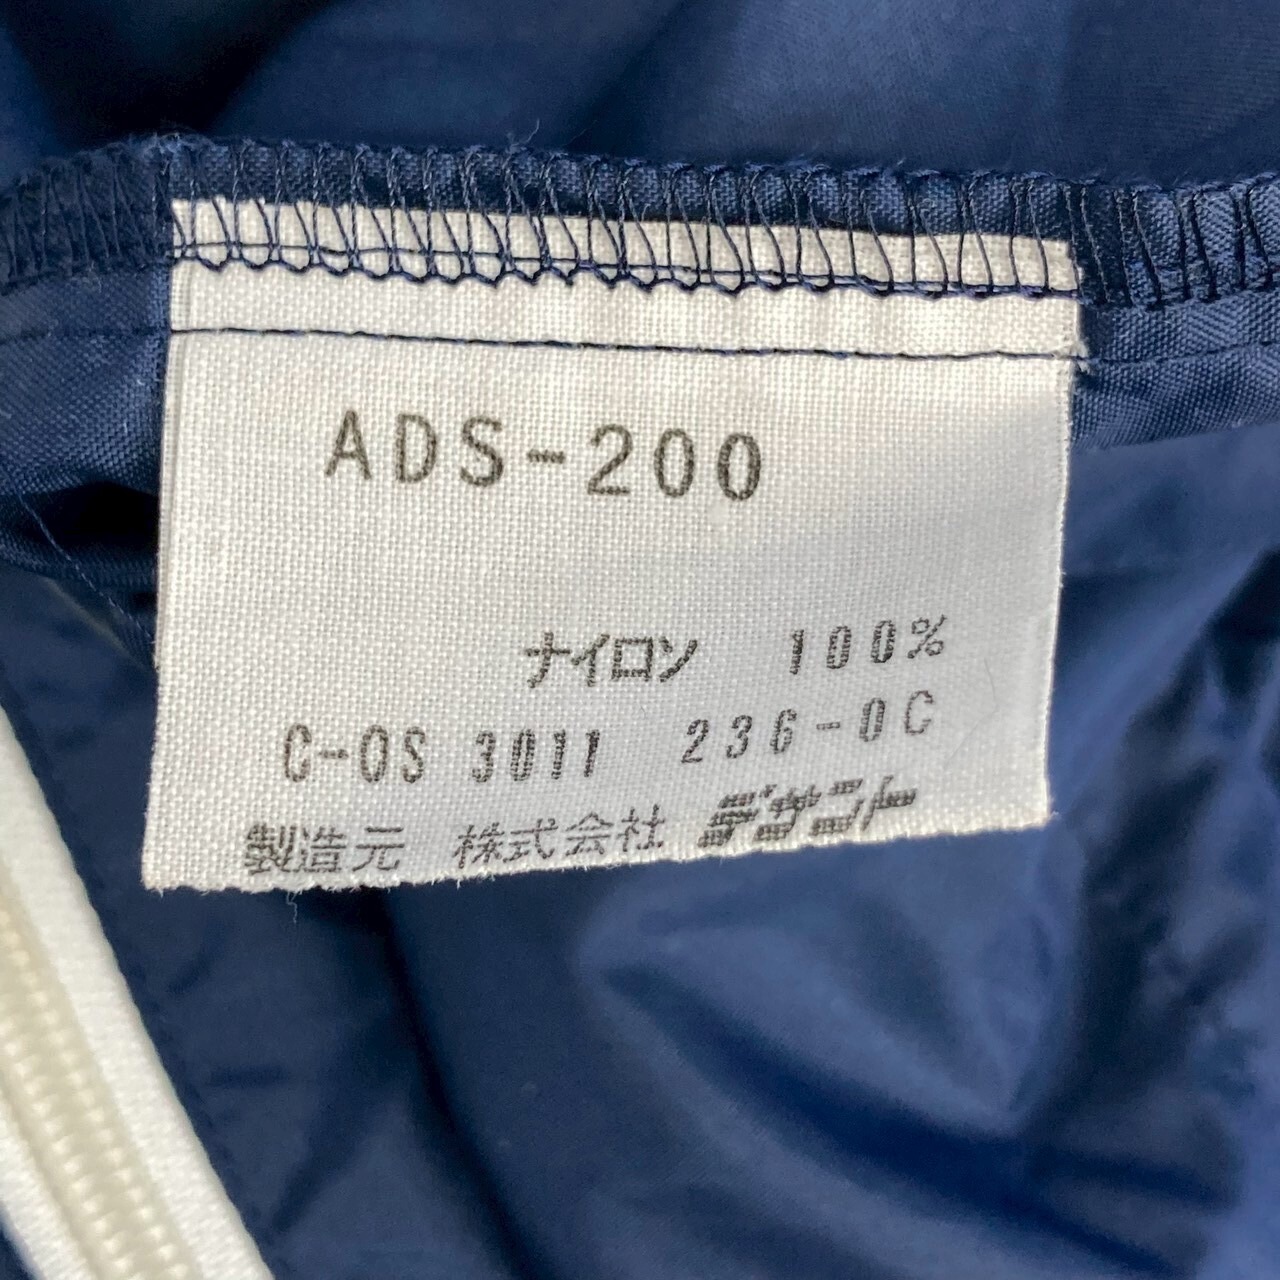 ADS-200
ナイロン 100%
C-OS 3011 236-0C
製造元 株式会社 デサント